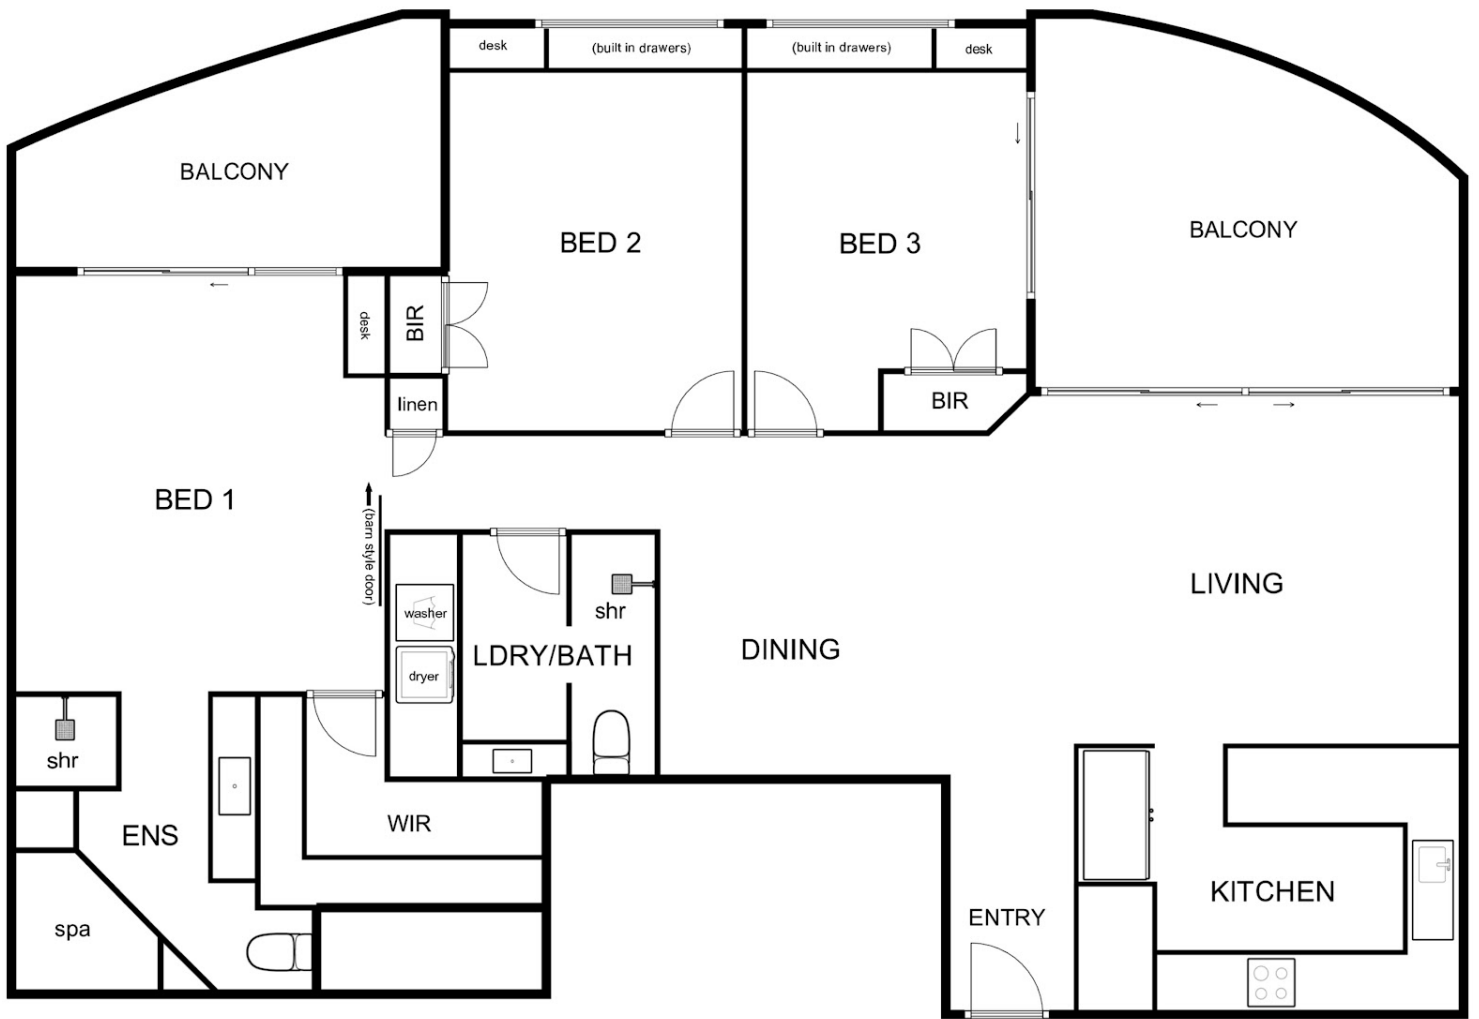 desk
(built in drawers)
(built in drawers)
desk
BALCONY
BALCONY
BED 2
BED 3
desk
BIR
linen
BIR
BED 1
(barn style door)
washer
shr
LIVING
LDRY/BATH
DINING
dryer
shr
WIR
ENS
KITCHEN
ENTRY
spa